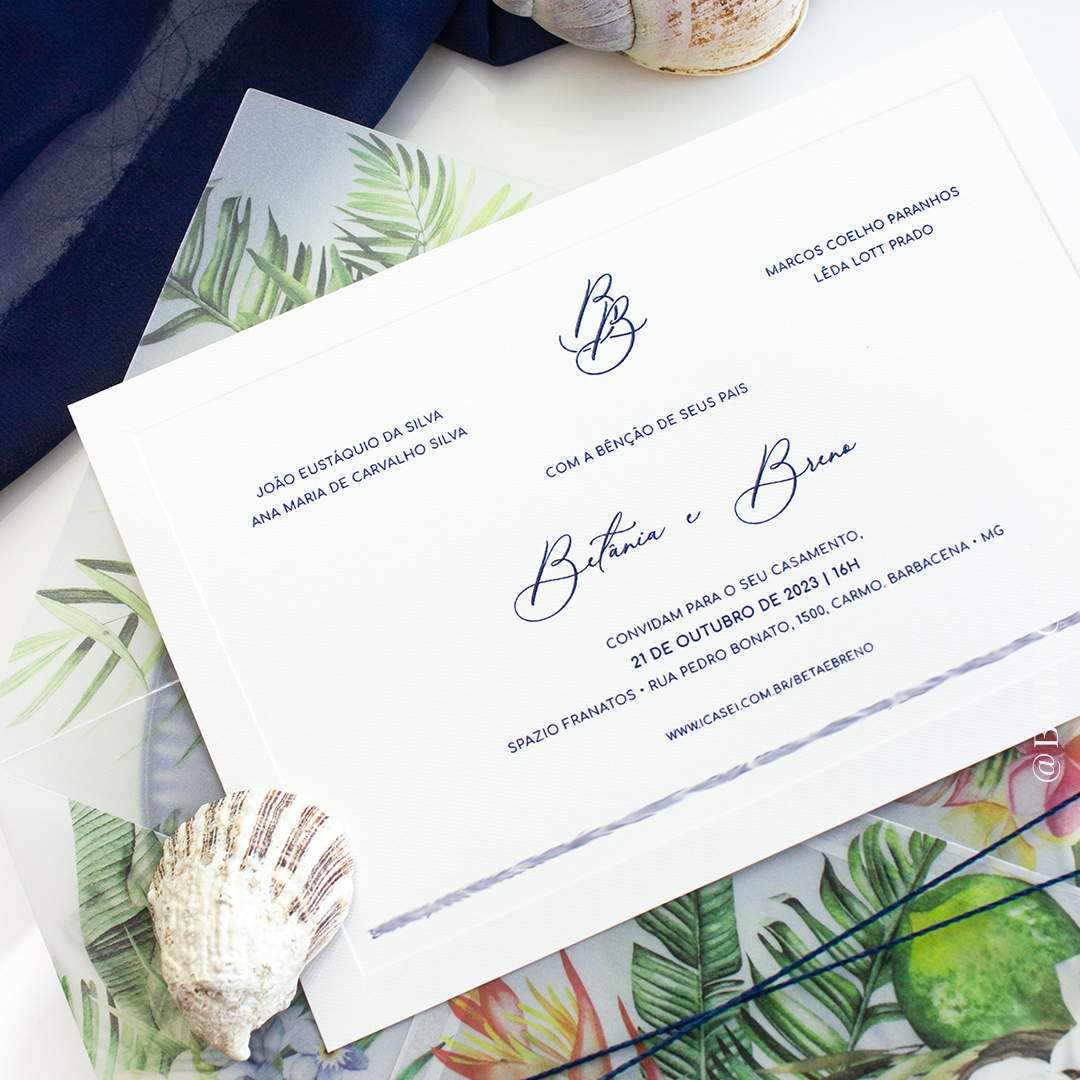 MARCOS COELHO PARANHOS
LÊDA LOTT PRADO
BB
JOÃO EUSTÁQUIO DA SILVA
ANA MARIA DE CARVALHO SILVA
COM A BÊNÇÃO DE SEUS PAIS
Betânia e Breno
CONVIDAM PARA O SEU CASAMENTO,
21 DE OUTUBRO DE 2023 | 16H
SPAZIO FRANATOS • RUA PEDRO BONATO, 1500, CARMO. BARBACENA • MG
WWW.ICASEI.COM.BR/BETAEBRENO